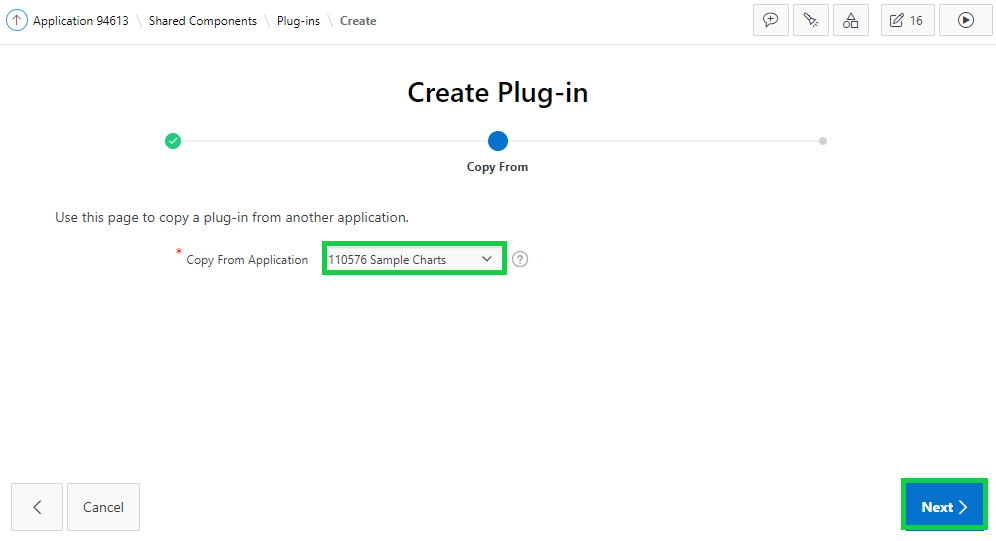 Application 94613 \ Shared Components \ Plug-ins \ Create
16
Create Plug-in
Copy From
Use this page to copy a plug-in from another application.
* Copy From Application 110576 Sample Charts ?
Cancel
Next